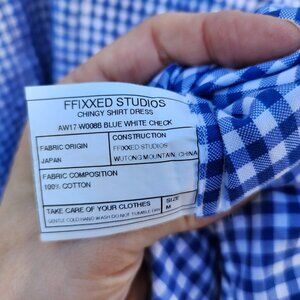 FFIXXED STUDIOS
CHINGY SHIRT DRESS
AW17-W008B BLUE WHITE CHECK
FABRIC ORIGIN
JAPAN
CONSTRUCTION
FFIXXED STUDIOS
WUTONG MOUNTAIN, CHINA
FABRIC COMPOSITION
100% COTTON
TAKE CARE OF YOUR CLOTHES
GENTLE COLD HAND WASH DO NOT TUMBLE DRY
SIZE
M